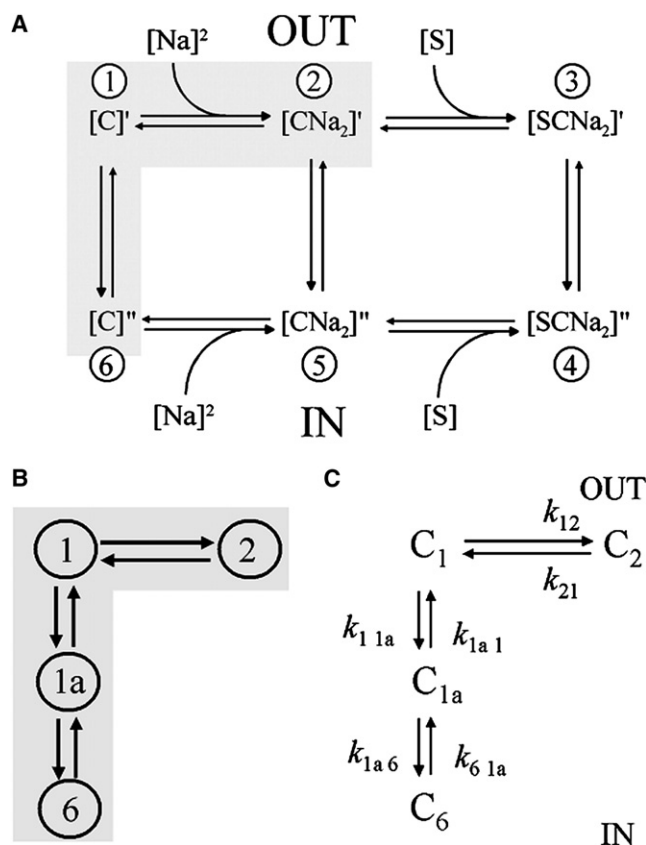 A
OUT
[Na]² [S]
① ② ③
[C]' [CNa₂]' [SCNa₂]'
[C]" [CNa₂]" [SCNa₂]"
⑥ ⑤ ④
[Na]² [S]
IN
B
1 2
1a
6
C
OUT
k₁₂
C₁ C₂
k₂₁
k₁ ₁ₐ k₁ₐ ₁
C₁ₐ
k₁ₐ ₆ k₆ ₁ₐ
C₆
IN